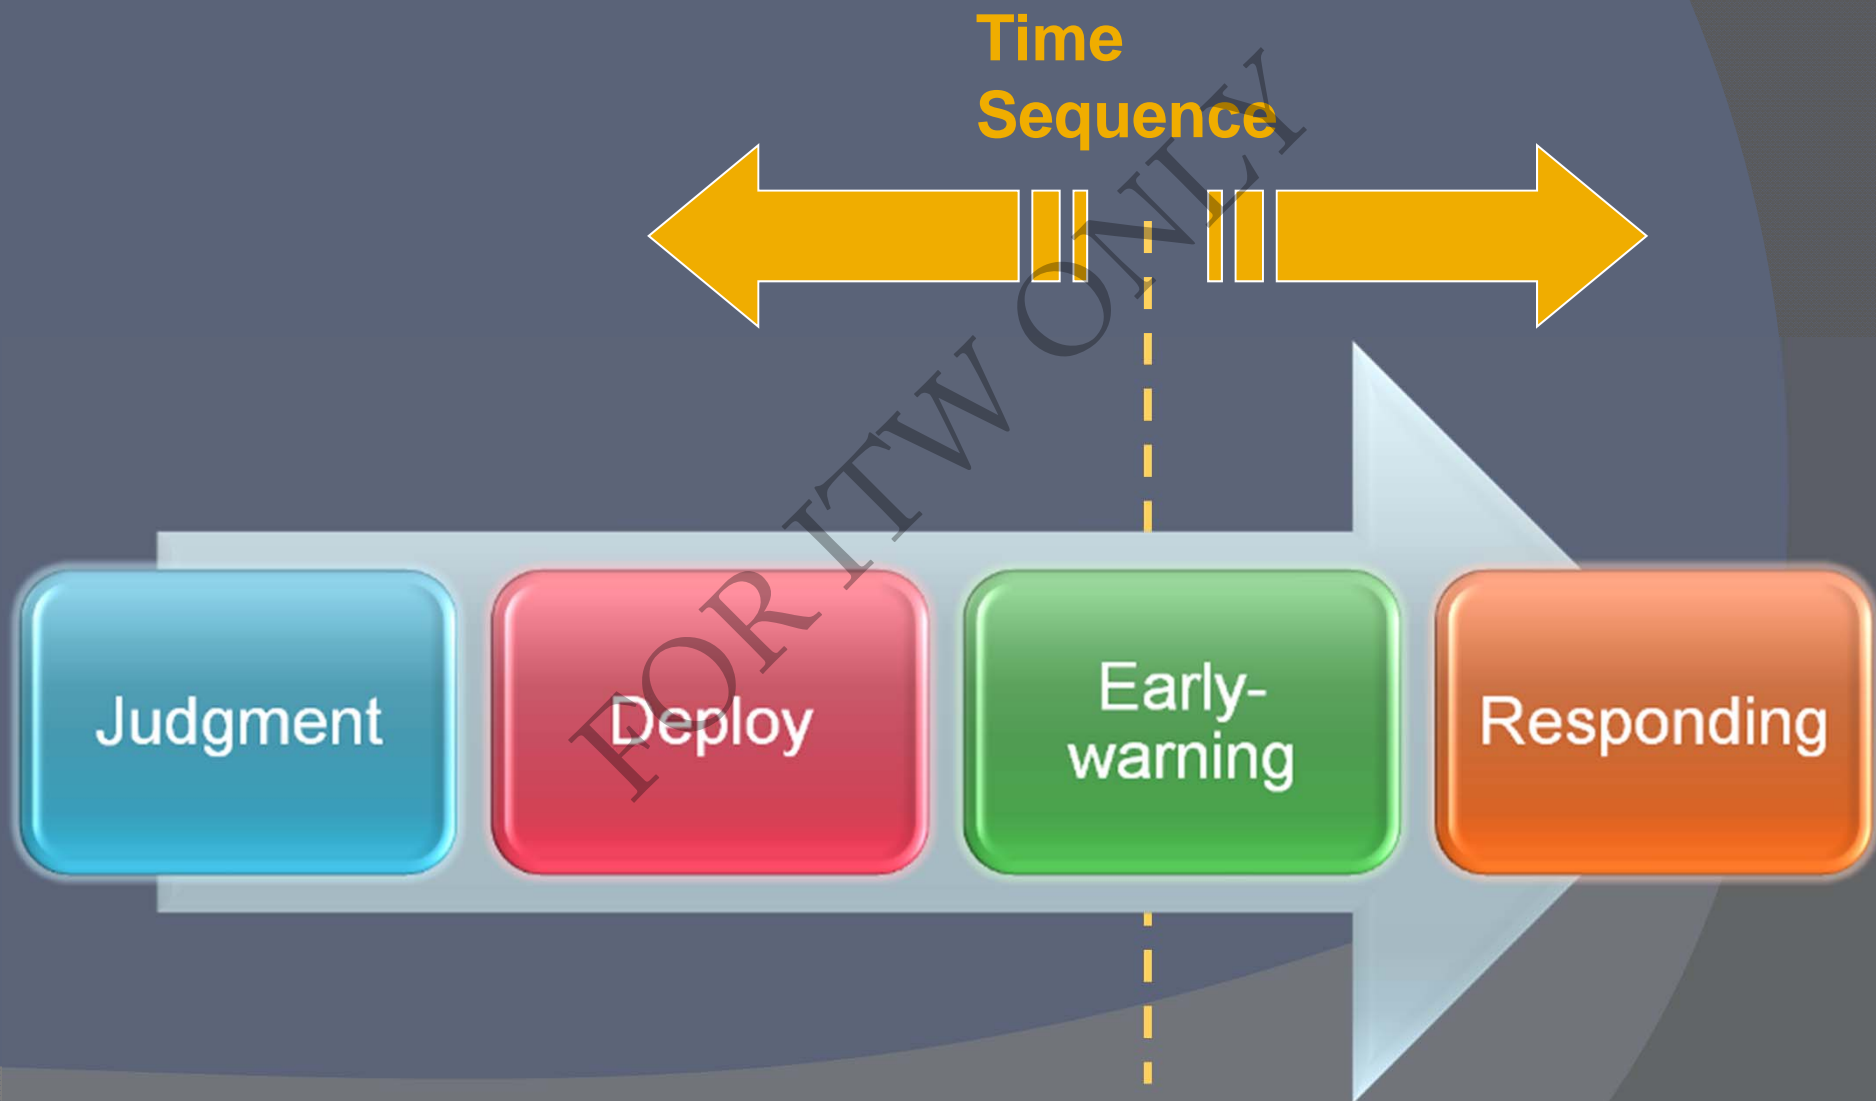 Time
Sequence
FOR ITW ONLY
Judgment
Deploy
Early-
warning
Responding